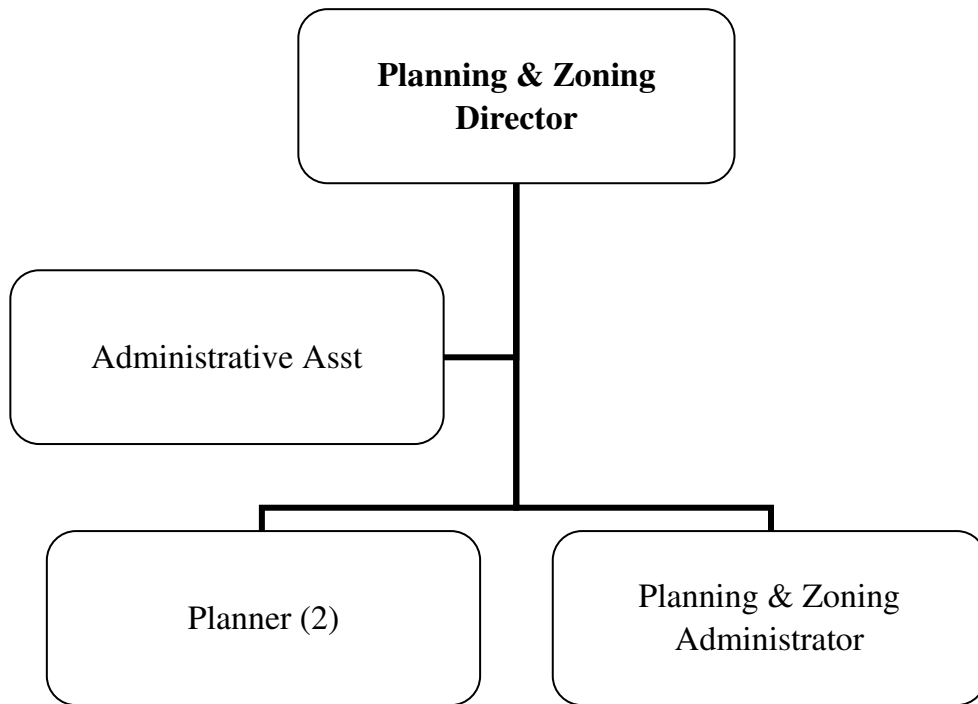 Planning & Zoning
Director
Administrative Asst
Planner (2)
Planning & Zoning
Administrator